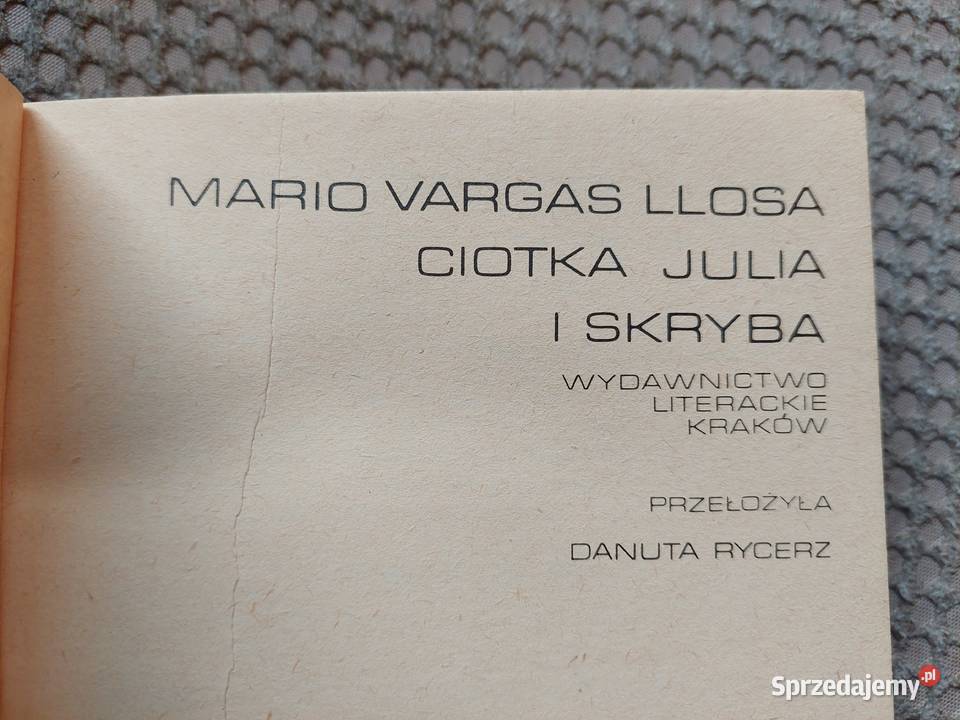 MARIO VARGAS LLOSA
CIOTKA JULIA
I SKRYBA
WYDAWNICTWO
LITERACKIE
KRAKÓW
PRZEŁOŻYŁA
DANUTA RYCERZ
Sprzedajemy.pl